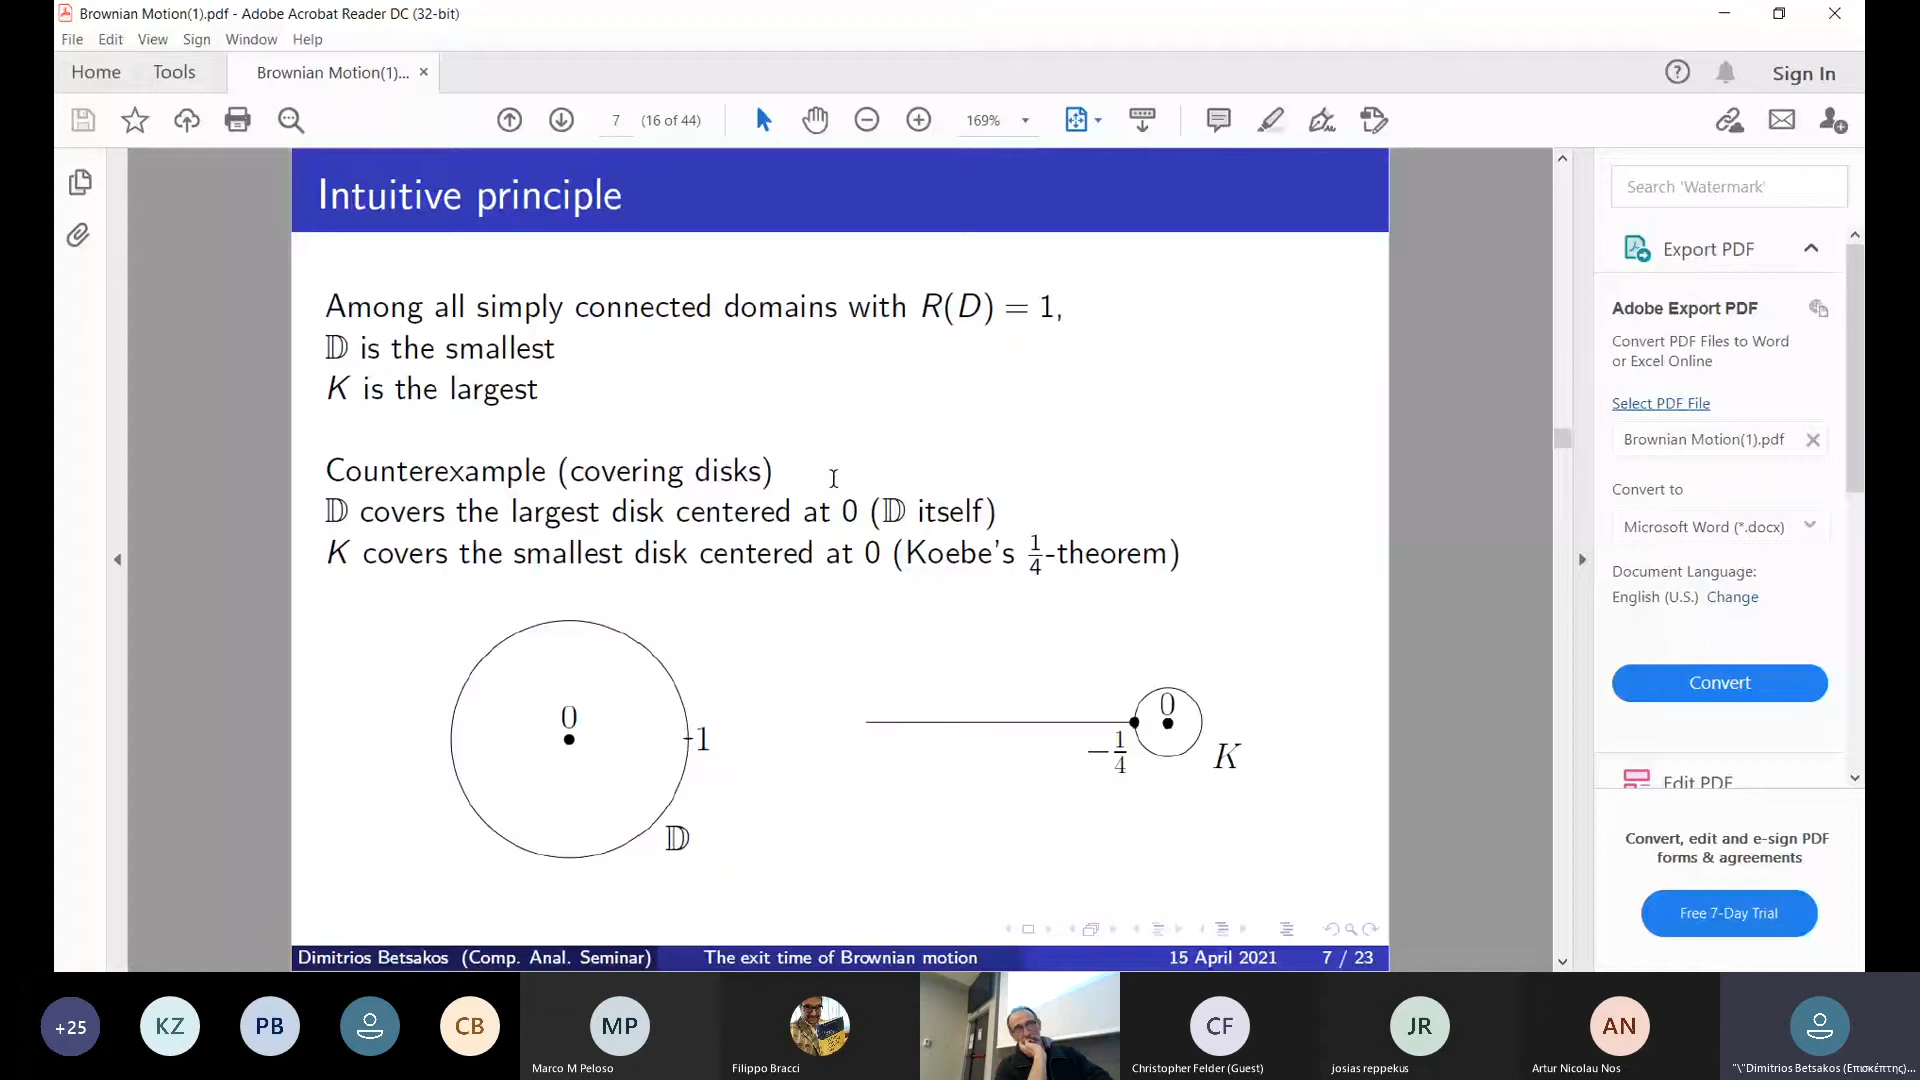 Brownian Motion(1).pdf - Adobe Acrobat Reader DC (32-bit)
File Edit View Sign Window Help
Home Tools Brownian Motion(1)... × Sign In
7 (16 of 44) 169%
Intuitive principle
Among all simply connected domains with R(D) = 1,
𝔻 is the smallest
K is the largest
Counterexample (covering disks)
𝔻 covers the largest disk centered at 0 (𝔻 itself)
K covers the smallest disk centered at 0 (Koebe's 1/4-theorem)
0
1
𝔻
0
−1/4
K
Dimitrios Betsakos (Comp. Anal. Seminar) The exit time of Brownian motion 15 April 2021 7 / 23
Search 'Watermark'
Export PDF
Adobe Export PDF
Convert PDF Files to Word
or Excel Online
Select PDF File
Brownian Motion(1).pdf
Convert to
Microsoft Word (*.docx)
Document Language:
English (U.S.) Change
Convert
Edit PDF
Convert, edit and e-sign PDF
forms & agreements
Free 7-Day Trial
+25 KZ PB CB MP CF JR AN
Marco M Peloso Filippo Bracci Christopher Felder (Guest) josias reppekus Artur Nicolau Nos "\"Dimitrios Betsakos (Επισκέπτης)...